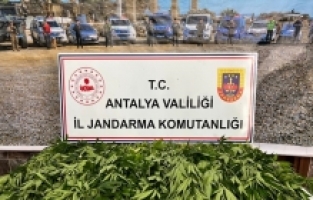 T.C.
ANTALYA VALİLİĞİ
İL JANDARMA KOMUTANLIĞI